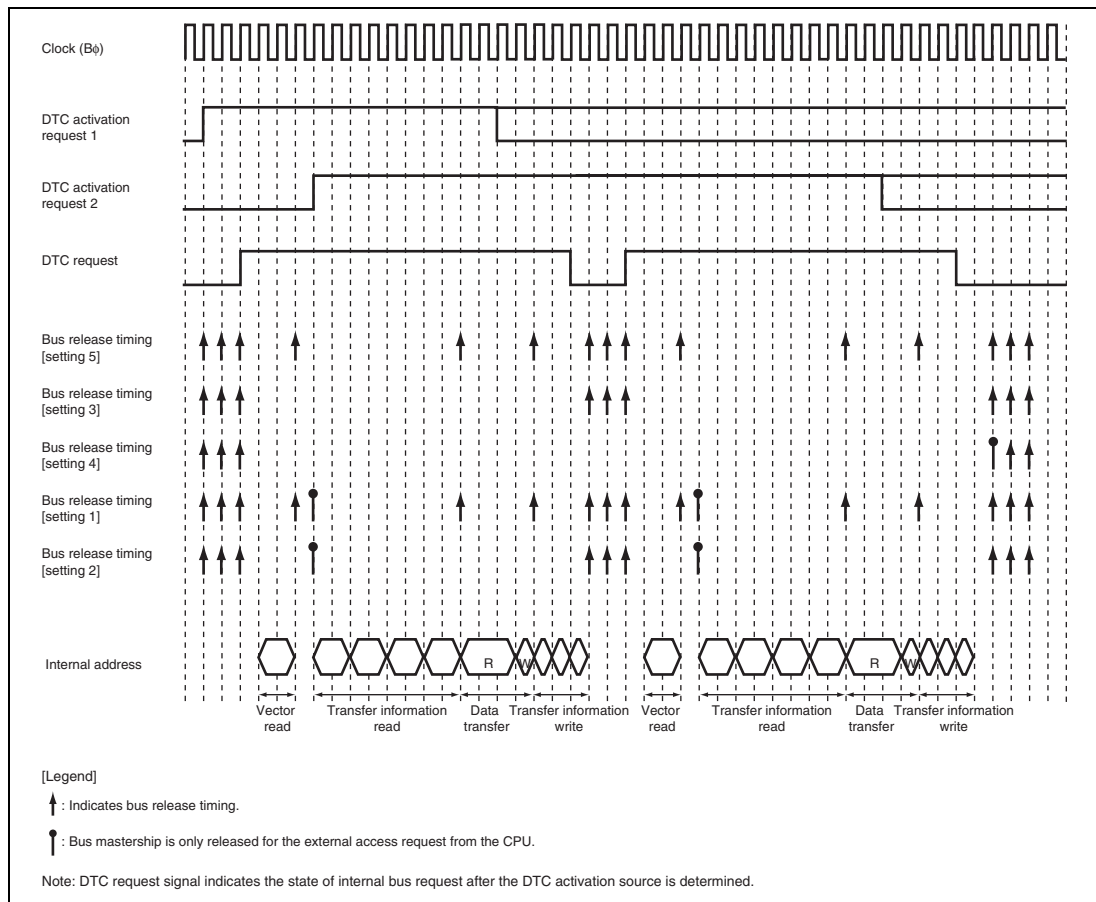 Clock (Bϕ)
DTC activation
request 1
DTC activation
request 2
DTC request
Bus release timing
[setting 5]
Bus release timing
[setting 3]
Bus release timing
[setting 4]
Bus release timing
[setting 1]
Bus release timing
[setting 2]
Internal address
R W R W
Vector
read
Transfer information
read
Data
transfer
Transfer information
write
Vector
read
Transfer information
read
Data
transfer
Transfer information
write
[Legend]
: Indicates bus release timing.
: Bus mastership is only released for the external access request from the CPU.
Note: DTC request signal indicates the state of internal bus request after the DTC activation source is determined.